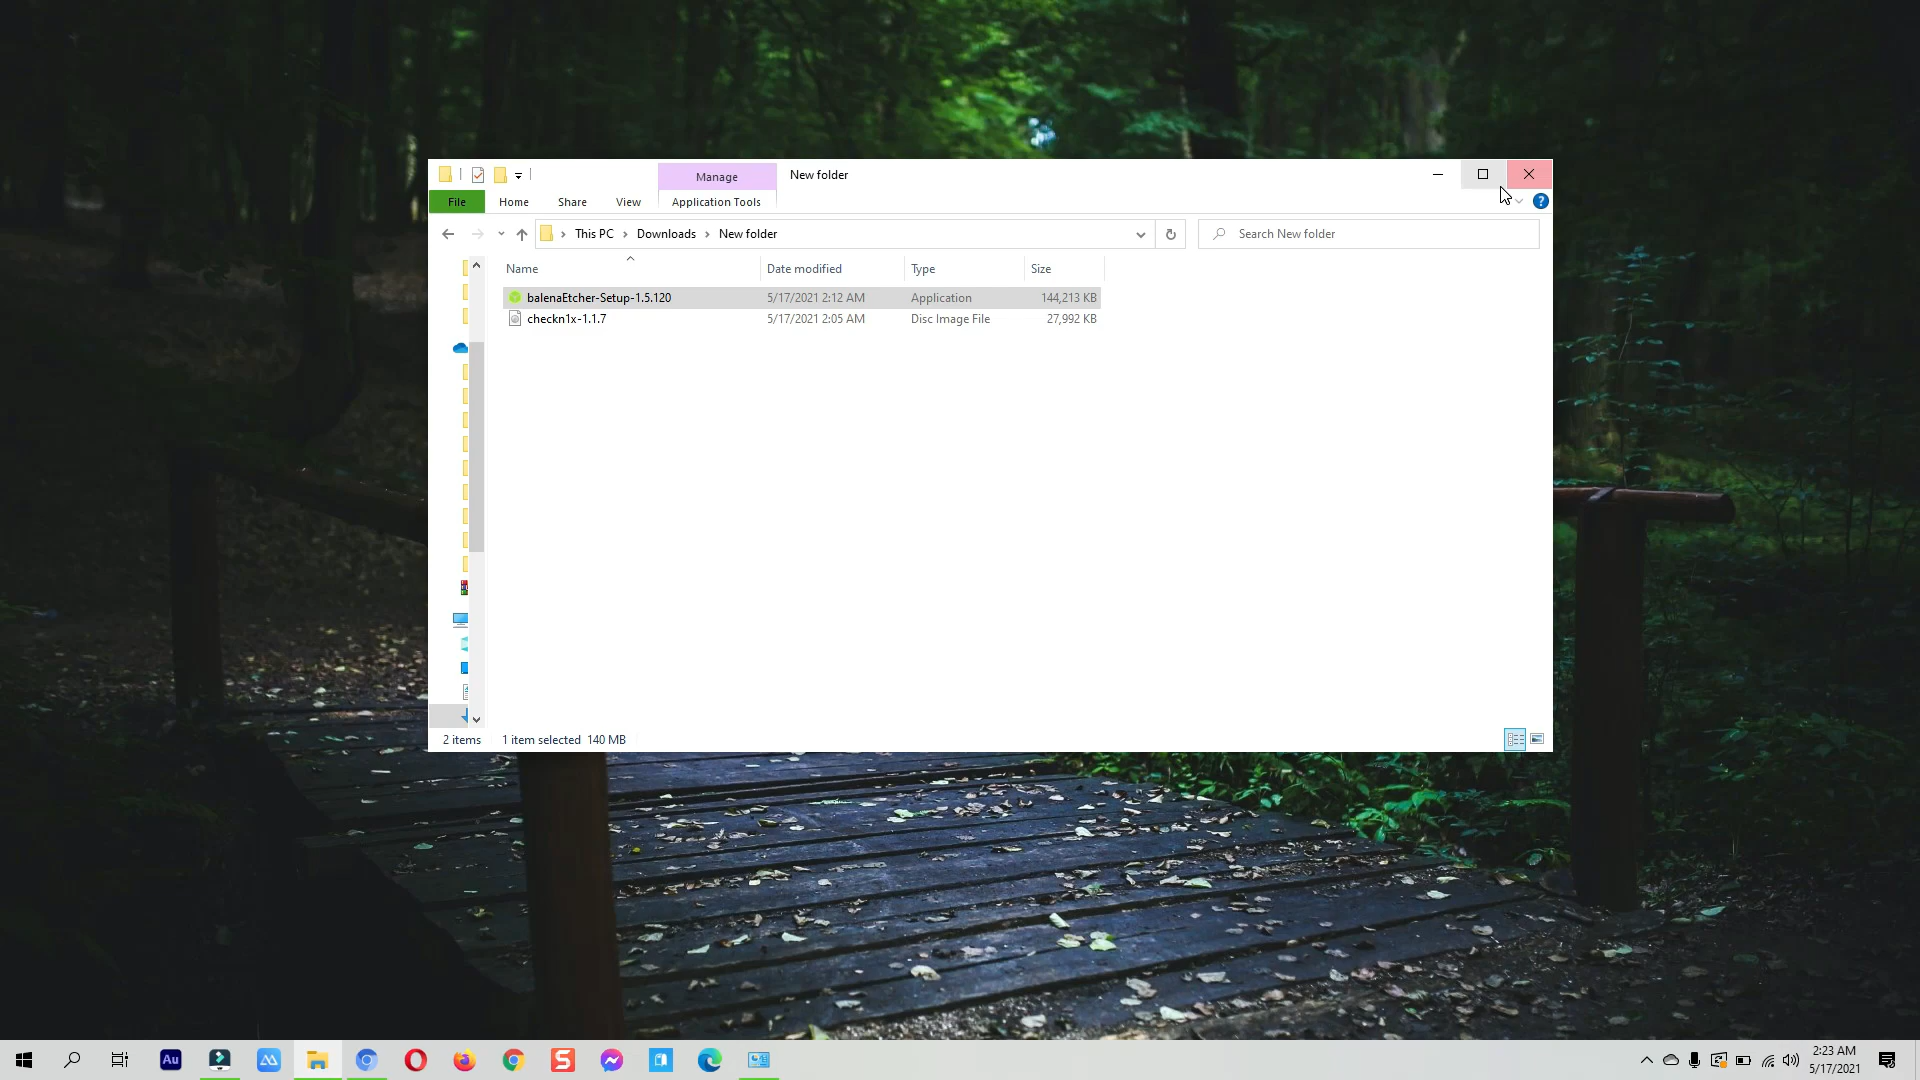 Manage
New folder
File
Home
Share
View
Application Tools
?
This PC
Downloads
New folder
Search New folder
Name
Date modified
Type
Size
balenaEtcher-Setup-1.5.120
5/17/2021 2:12 AM
Application
144,213 KB
checkn1x-1.1.7
5/17/2021 2:05 AM
Disc Image File
27,992 KB
2 items
1 item selected 140 MB
Au
S
2:23 AM
5/17/2021